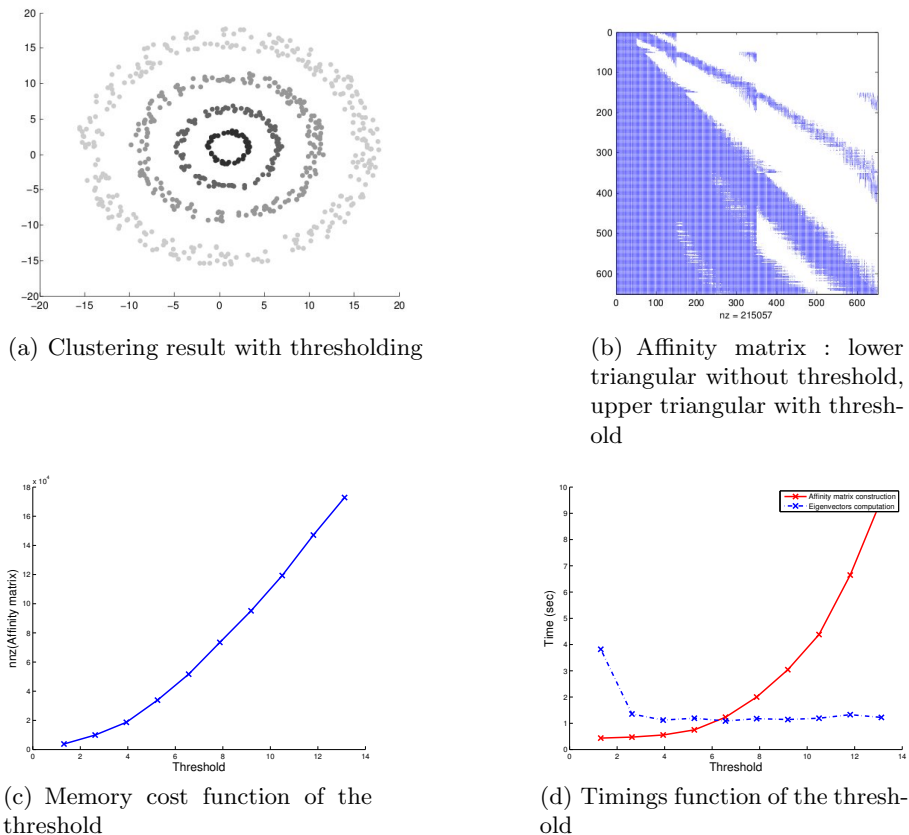 20
15
10
5
0
−5
−10
−15
20
−20 −15 −10 −5 0 5 10 15 20
(a) Clustering result with thresholding
0
100
200
300
400
500
600
0 100 200 300 400 500 600
nz = 215057
(b) Affinity matrix : lower
triangular without threshold,
upper triangular with thresh-
old
x 10⁴
18
16
14
12
10
8
6
4
2
0
nnz(Affinity matrix)
0 2 4 6 8 10 12 14
Threshold
(c) Memory cost function of the
threshold
10
9
8
7
6
5
4
3
2
1
0
Time (sec)
Affinity matrix construction
Eigenvectors computation
0 2 4 6 8 10 12 14
Threshold
(d) Timings function of the thresh-
old